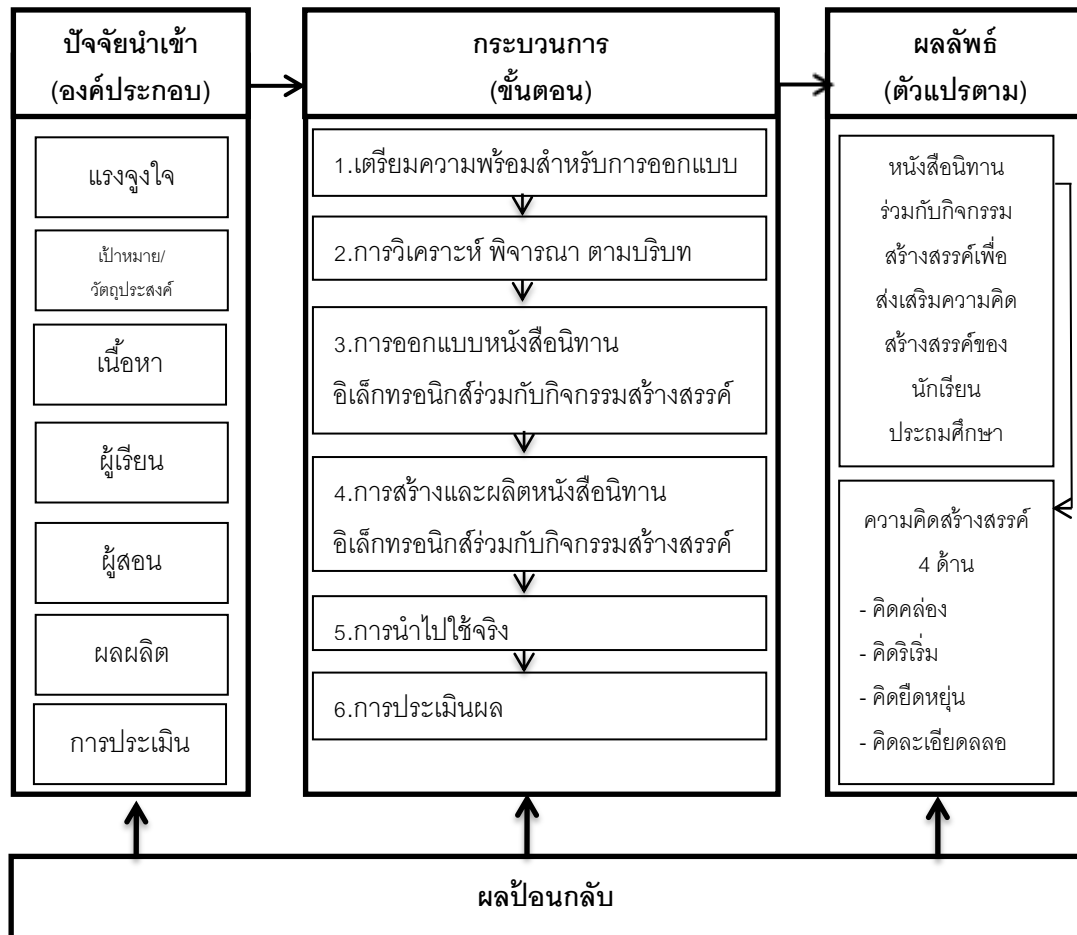 ปัจจัยนำเข้า
(องค์ประกอบ)
แรงจูงใจ
เป้าหมาย/
วัตถุประสงค์
เนื้อหา
ผู้เรียน
ผู้สอน
ผลผลิต
การประเมิน
กระบวนการ
(ขั้นตอน)
1.เตรียมความพร้อมสำหรับการออกแบบ
2.การวิเคราะห์ พิจารณา ตามบริบท
3.การออกแบบหนังสือนิทาน
อิเล็กทรอนิกส์ร่วมกับกิจกรรมสร้างสรรค์
4.การสร้างและผลิตหนังสือนิทาน
อิเล็กทรอนิกส์ร่วมกับกิจกรรมสร้างสรรค์
5.การนำไปใช้จริง
6.การประเมินผล
ผลลัพธ์
(ตัวแปรตาม)
หนังสือนิทาน
ร่วมกับกิจกรรม
สร้างสรรค์เพื่อ
ส่งเสริมความคิด
สร้างสรรค์ของ
นักเรียน
ประถมศึกษา
ความคิดสร้างสรรค์
4 ด้าน
- คิดคล่อง
- คิดริเริ่ม
- คิดยืดหยุ่น
- คิดละเอียดลลอ
ผลป้อนกลับ